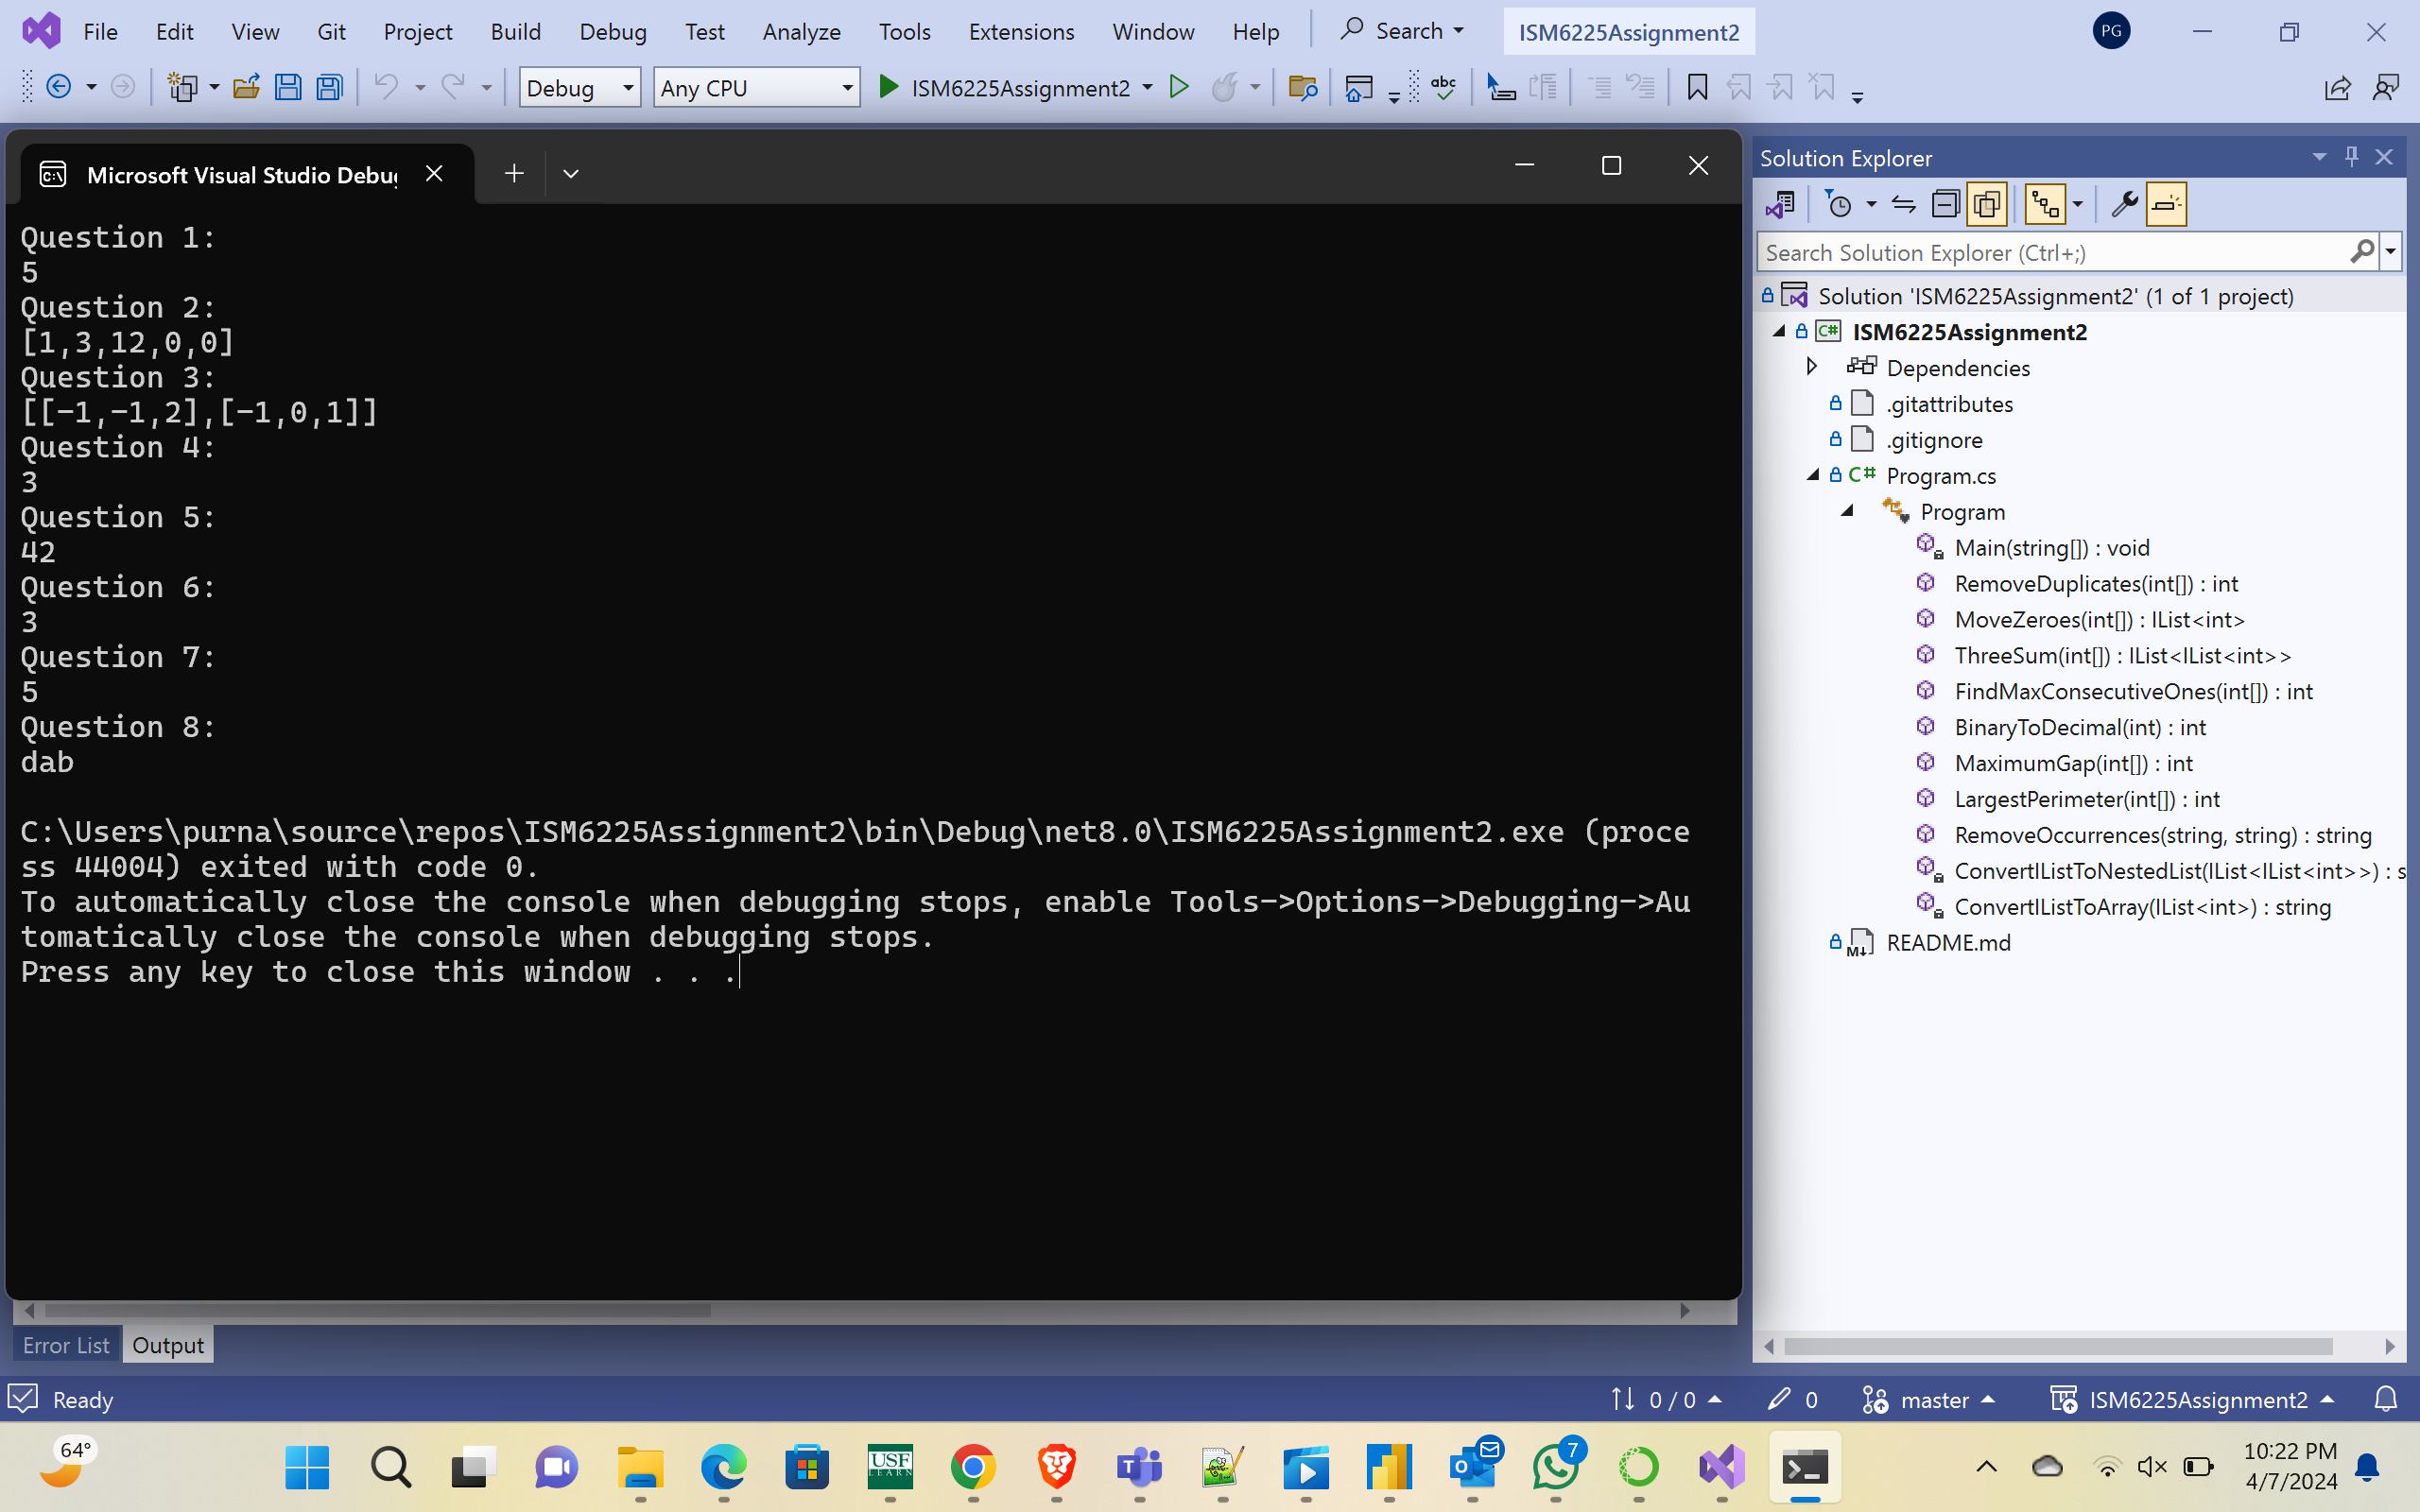 File Edit View Git Project Build Debug Test Analyze Tools Extensions Window Help Search ISM6225Assignment2 PG
Debug Any CPU ISM6225Assignment2 abc
Microsoft Visual Studio Debu
Question 1:
5
Question 2:
[1,3,12,0,0]
Question 3:
[[-1,-1,2],[-1,0,1]]
Question 4:
3
Question 5:
42
Question 6:
3
Question 7:
5
Question 8:
dab
C:\Users\purna\source\repos\ISM6225Assignment2\bin\Debug\net8.0\ISM6225Assignment2.exe (proce
ss 44004) exited with code 0.
To automatically close the console when debugging stops, enable Tools->Options->Debugging->Au
tomatically close the console when debugging stops.
Press any key to close this window . . .
Solution Explorer
Search Solution Explorer (Ctrl+;)
Solution 'ISM6225Assignment2' (1 of 1 project)
C# ISM6225Assignment2
Dependencies
.gitattributes
.gitignore
C# Program.cs
Program
Main(string[]) : void
RemoveDuplicates(int[]) : int
MoveZeroes(int[]) : IList<int>
ThreeSum(int[]) : IList<IList<int>>
FindMaxConsecutiveOnes(int[]) : int
BinaryToDecimal(int) : int
MaximumGap(int[]) : int
LargestPerimeter(int[]) : int
RemoveOccurrences(string, string) : string
ConvertIListToNestedList(IList<IList<int>>) : s
ConvertIListToArray(IList<int>) : string
M↓ README.md
Error List Output
Ready 0 / 0 0 master ISM6225Assignment2
64° USF LEARN T O 7 10:22 PM
4/7/2024